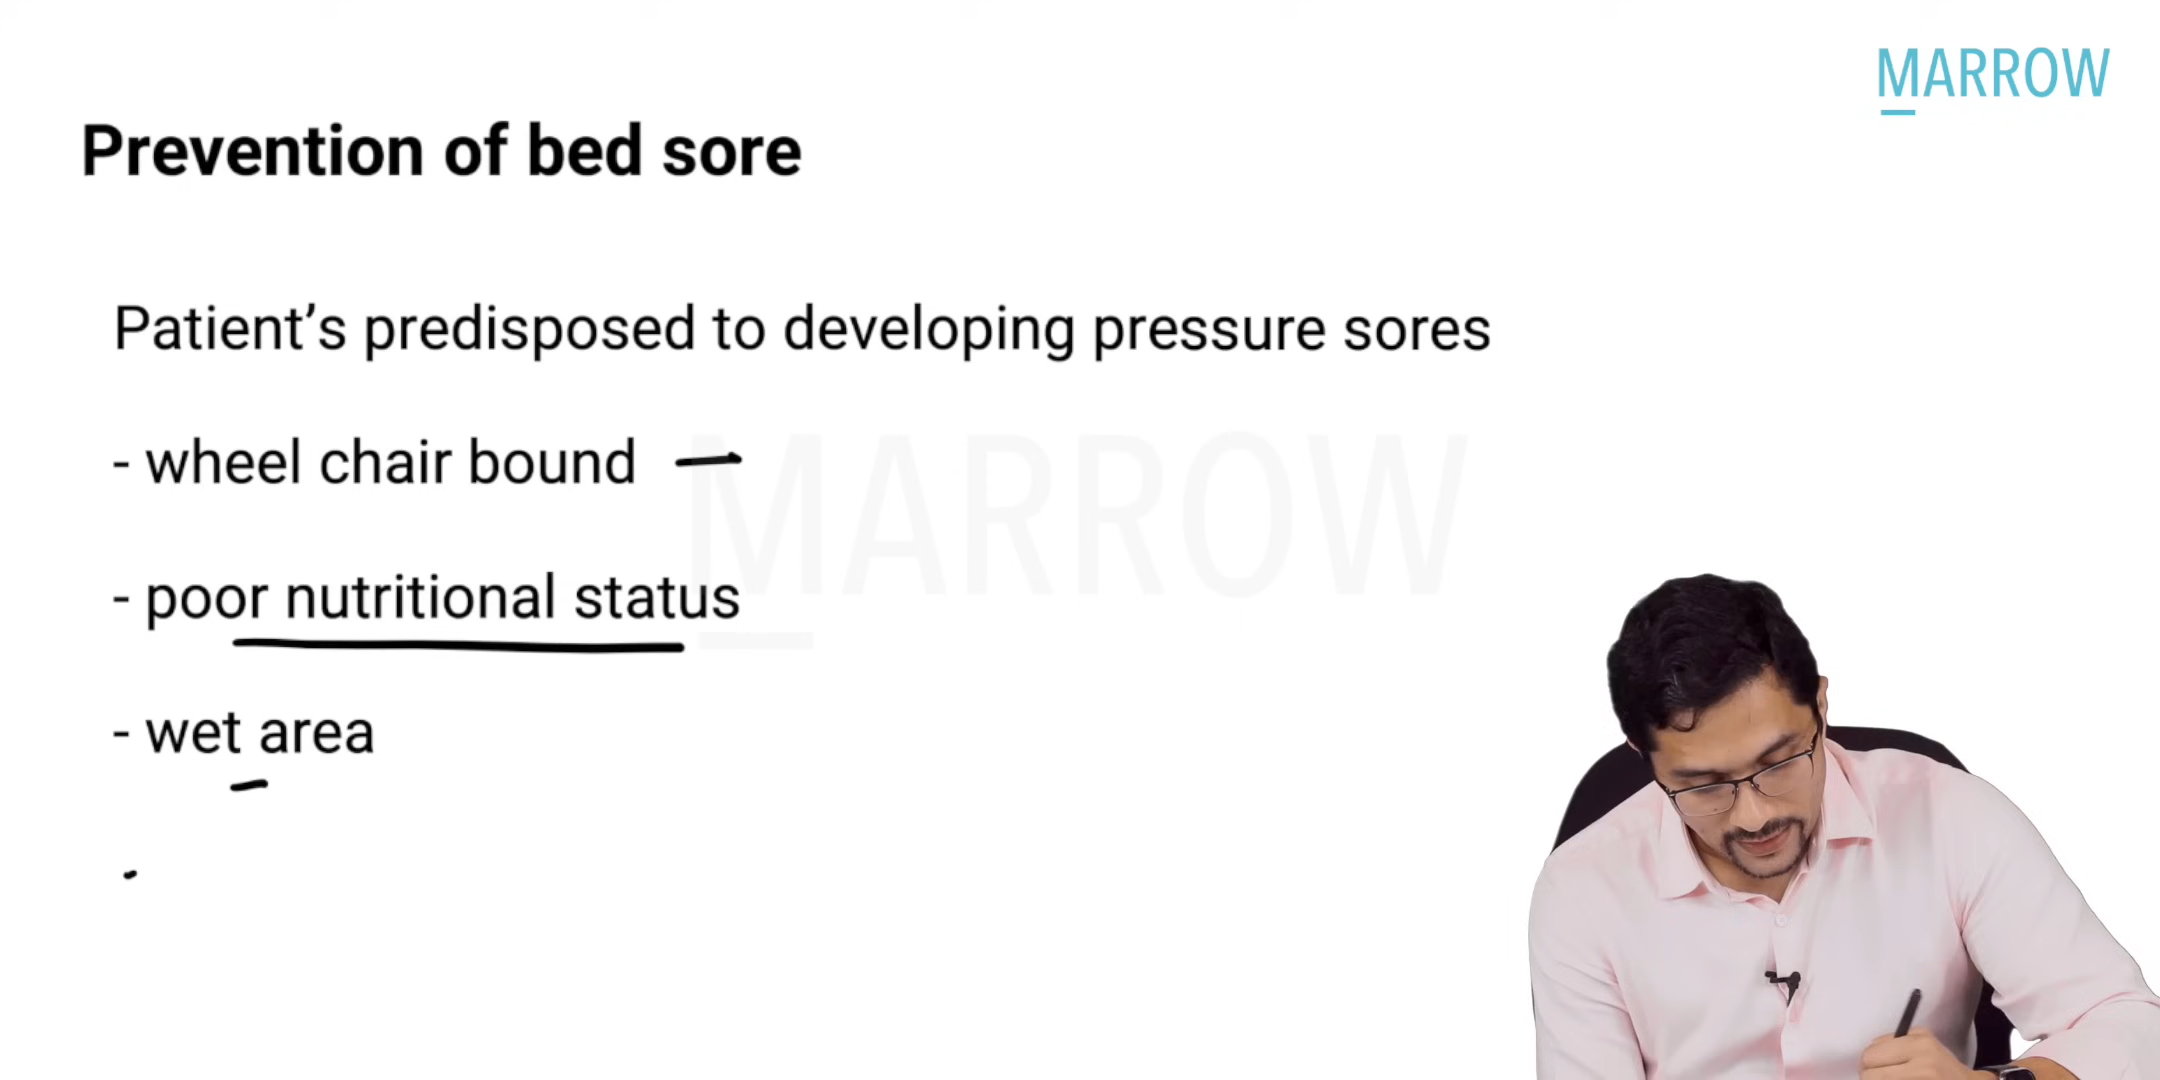 MARROW
Prevention of bed sore
Patient’s predisposed to developing pressure sores
- wheel chair bound
MARROW
- poor nutritional status
- wet area